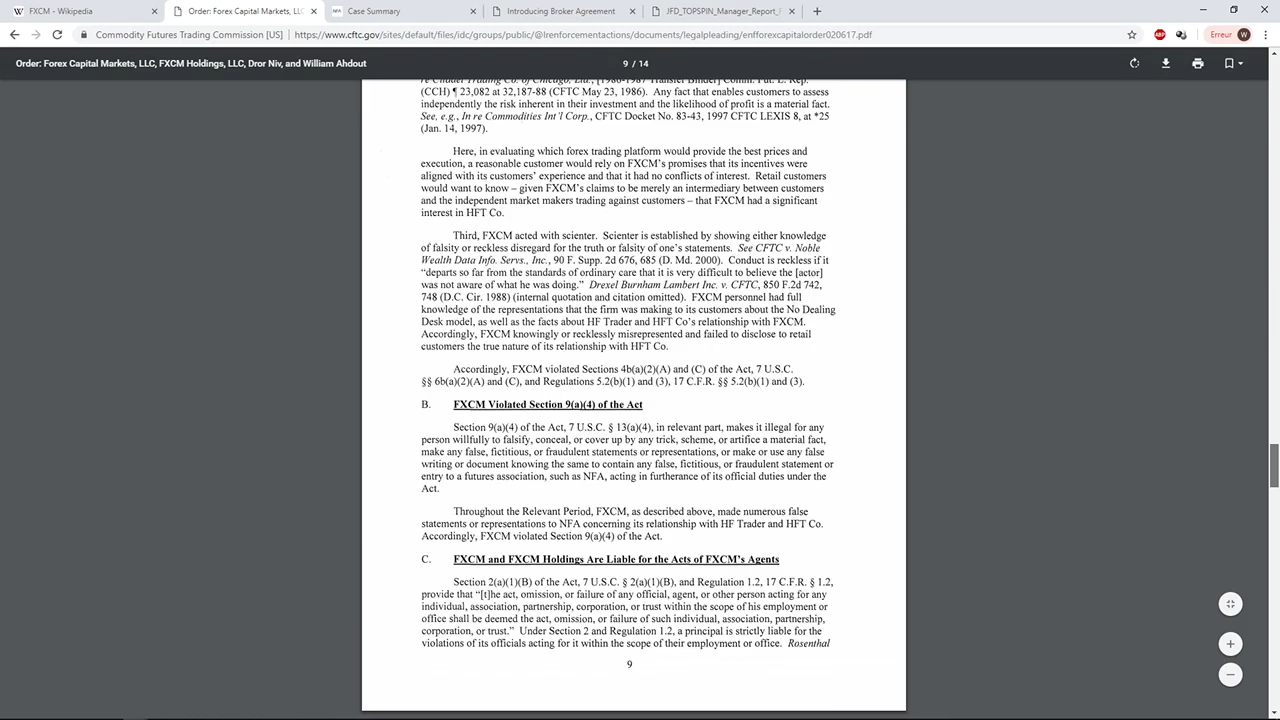 FXCM - Wikipedia
Order: Forex Capital Markets, LLC
Case Summary
Introducing Broker Agreement
JFD_TOPSPIN_Manager_Report_F
Commodity Futures Trading Commission [US] | https://www.cftc.gov/sites/default/files/idc/groups/public/@lrenforcementactions/documents/legalpleading/enfforexcapitalorder020617.pdf
ABP
Erreur W
Order: Forex Capital Markets, LLC, FXCM Holdings, LLC, Dror Niv, and William Ahdout
9 / 14
re Citadel Trading Co. of Chicago, Ltd., [1986-1987 Transfer Binder] Comm. Fut. L. Rep.
(CCH) ¶ 23,082 at 32,187-88 (CFTC May 23, 1986). Any fact that enables customers to assess
independently the risk inherent in their investment and the likelihood of profit is a material fact.
See, e.g., In re Commodities Int'l Corp., CFTC Docket No. 83-43, 1997 CFTC LEXIS 8, at *25
(Jan. 14, 1997).
Here, in evaluating which forex trading platform would provide the best prices and
execution, a reasonable customer would rely on FXCM's promises that its incentives were
aligned with its customers' experience and that it had no conflicts of interest. Retail customers
would want to know – given FXCM's claims to be merely an intermediary between customers
and the independent market makers trading against customers – that FXCM had a significant
interest in HFT Co.
Third, FXCM acted with scienter. Scienter is established by showing either knowledge
of falsity or reckless disregard for the truth or falsity of one's statements. See CFTC v. Noble
Wealth Data Info. Servs., Inc., 90 F. Supp. 2d 676, 685 (D. Md. 2000). Conduct is reckless if it
"departs so far from the standards of ordinary care that it is very difficult to believe the [actor]
was not aware of what he was doing." Drexel Burnham Lambert Inc. v. CFTC, 850 F.2d 742,
748 (D.C. Cir. 1988) (internal quotation and citation omitted). FXCM personnel had full
knowledge of the representations that the firm was making to its customers about the No Dealing
Desk model, as well as the facts about HF Trader and HFT Co's relationship with FXCM.
Accordingly, FXCM knowingly or recklessly misrepresented and failed to disclose to retail
customers the true nature of its relationship with HFT Co.
Accordingly, FXCM violated Sections 4b(a)(2)(A) and (C) of the Act, 7 U.S.C.
§§ 6b(a)(2)(A) and (C), and Regulations 5.2(b)(1) and (3), 17 C.F.R. §§ 5.2(b)(1) and (3).
B. FXCM Violated Section 9(a)(4) of the Act
Section 9(a)(4) of the Act, 7 U.S.C. § 13(a)(4), in relevant part, makes it illegal for any
person willfully to falsify, conceal, or cover up by any trick, scheme, or artifice a material fact,
make any false, fictitious, or fraudulent statements or representations, or make or use any false
writing or document knowing the same to contain any false, fictitious, or fraudulent statement or
entry to a futures association, such as NFA, acting in furtherance of its official duties under the
Act.
Throughout the Relevant Period, FXCM, as described above, made numerous false
statements or representations to NFA concerning its relationship with HF Trader and HFT Co.
Accordingly, FXCM violated Section 9(a)(4) of the Act.
C. FXCM and FXCM Holdings Are Liable for the Acts of FXCM's Agents
Section 2(a)(1)(B) of the Act, 7 U.S.C. § 2(a)(1)(B), and Regulation 1.2, 17 C.F.R. § 1.2,
provide that "[t]he act, omission, or failure of any official, agent, or other person acting for any
individual, association, partnership, corporation, or trust within the scope of his employment or
office shall be deemed the act, omission, or failure of such individual, association, partnership,
corporation, or trust." Under Section 2 and Regulation 1.2, a principal is strictly liable for the
violations of its officials acting for it within the scope of their employment or office. Rosenthal
9